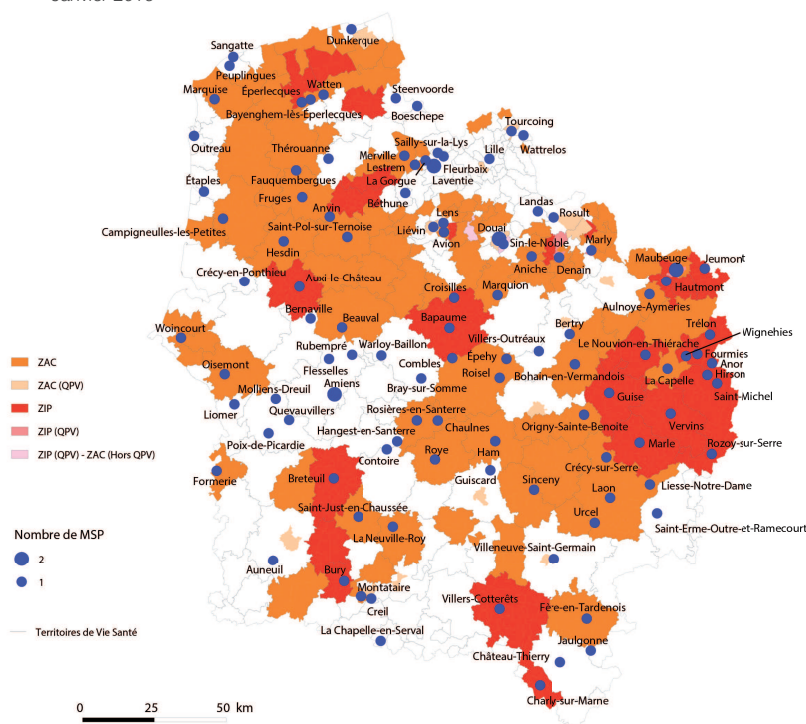 Dunkerque
Sangatte
Peuplingues
Marquise
Éperlecques
Watten
Steenvoorde
Bayenghem-lès-Éperlecques
Boeschepe
Tourcoing
Outreau
Thérouanne
Sailly-sur-la-Lys
Merville
Lille
Wattrelos
Lestrem
Fleurbaix
Fauquembergues
La Gorgue
Laventie
Étaples
Fruges
Béthune
Landas
Anvin
Lens
Rosult
Campigneulles-les-Petites
Saint-Pol-sur-Ternoise
Liévin
Douai
Avion
Sin-le-Noble
Marly
Hesdin
Aniche
Denain
Maubeuge
Jeumont
Crécy-en-Ponthieu
Auxi-le-Château
Croisilles
Marquion
Hautmont
Bernaville
Beauval
Bapaume
Aulnoye-Aymeries
Woincourt
Villers-Outréaux
Bertry
Trélon
Wignehies
Rubempré
Warloy-Baillon
Le Nouvion-en-Thiérache
Fourmies
Oisemont
Flesselles
Combles
Épehy
Anor
Molliens-Dreuil
Amiens
Bray-sur-Somme
Roisel
Bohain-en-Vermandois
La Capelle
Hirson
Saint-Michel
Liomer
Quevauvillers
Rosières-en-Santerre
Guise
Hangest-en-Santerre
Chaulnes
Origny-Sainte-Benoite
Vervins
Poix-de-Picardie
Contoire
Roye
Ham
Marle
Rozoy-sur-Serre
Formerie
Breteuil
Guiscard
Crécy-sur-Serre
Sinceny
Laon
Liesse-Notre-Dame
Saint-Just-en-Chaussée
Urcel
La Neuville-Roy
Saint-Erme-Outre-et-Ramecourt
Villeneuve-Saint-Germain
Auneuil
Bury
Montataire
Creil
Villers-Cotterêts
Fère-en-Tardenois
La Chapelle-en-Serval
Jaulgonne
Château-Thierry
Charly-sur-Marne
ZAC
ZAC (QPV)
ZIP
ZIP (QPV)
ZIP (QPV) - ZAC (Hors QPV)
Nombre de MSP
2
1
Territoires de Vie Santé
0 25 50 km